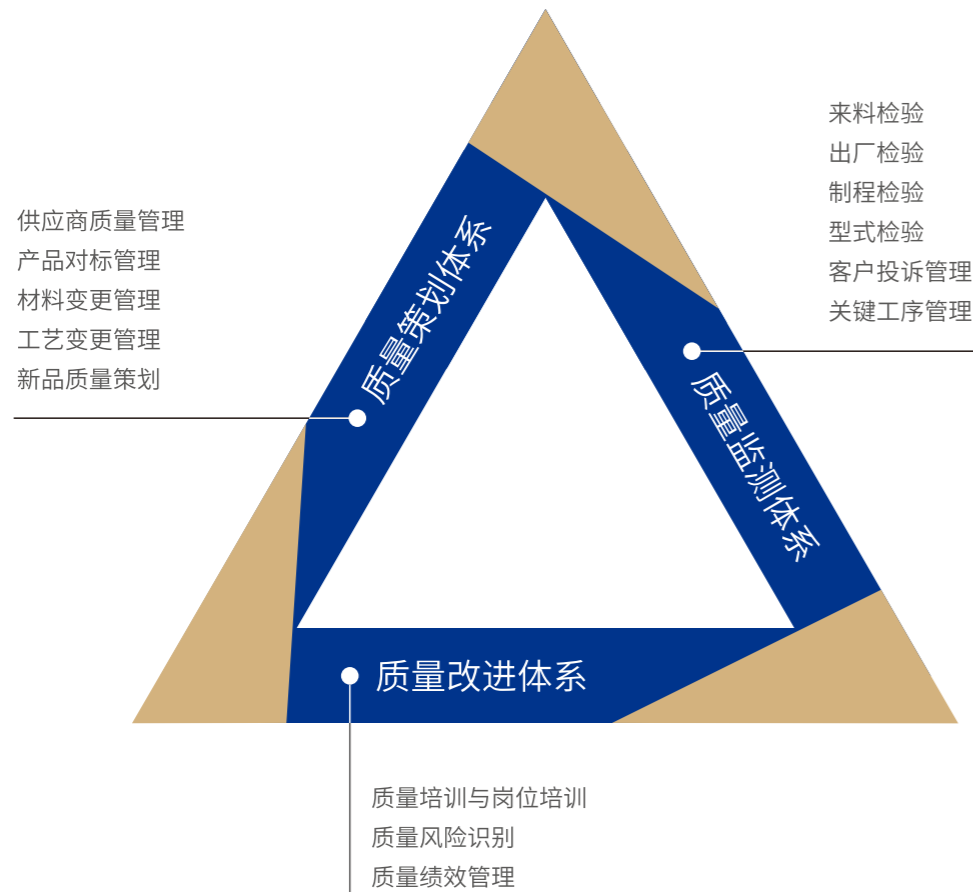 供应商质量管理
产品对标管理
材料变更管理
工艺变更管理
新品质量策划
质量策划体系
来料检验
出厂检验
制程检验
型式检验
客户投诉管理
关键工序管理
质量监测体系
质量改进体系
质量培训与岗位培训
质量风险识别
质量绩效管理